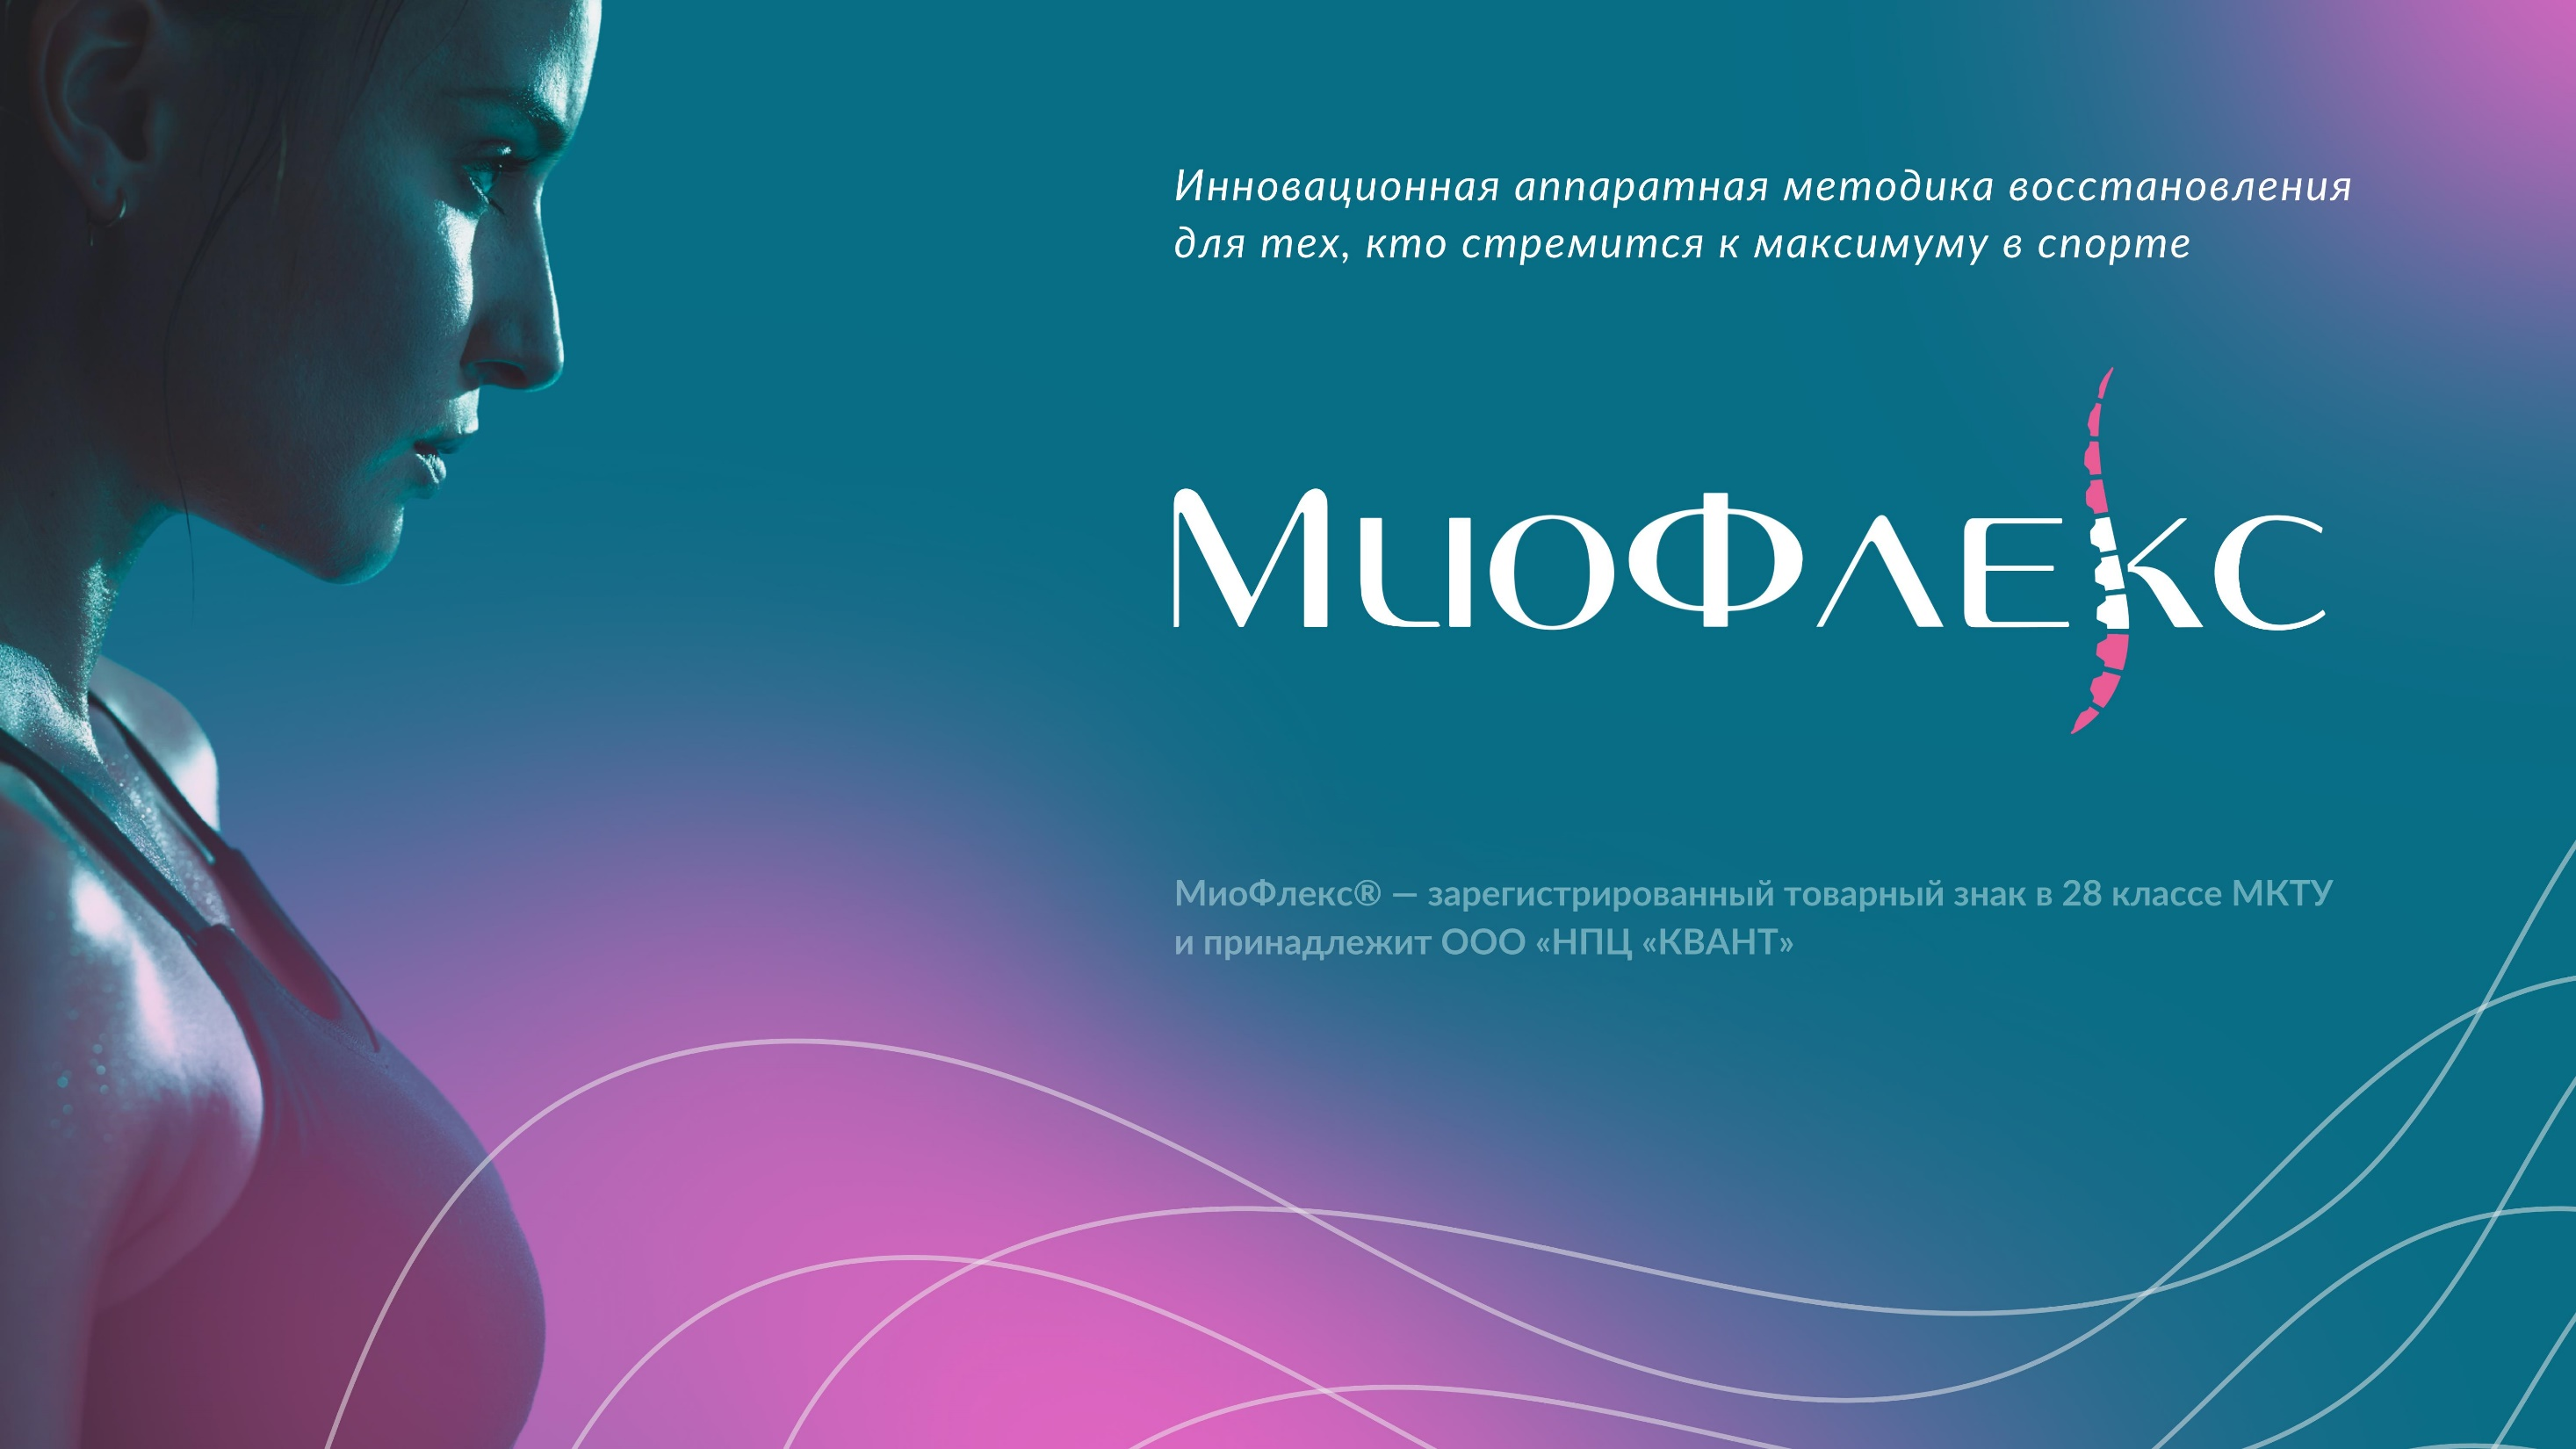 Инновационная аппаратная методика восстановления
для тех, кто стремится к максимуму в спорте
МиоФлекс
МиоФлекс® — зарегистрированный товарный знак в 28 классе МКТУ
и принадлежит ООО «НПЦ «КВАНТ»